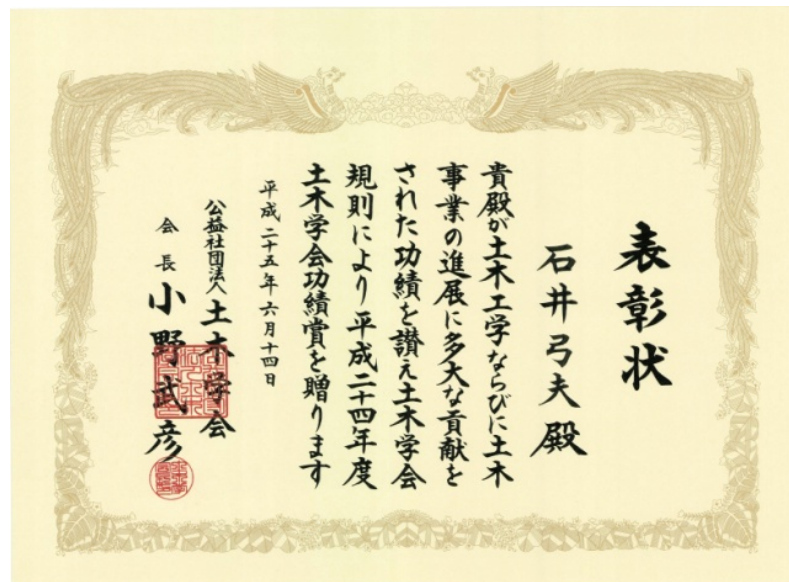 表彰状
石井弓夫殿
貴殿が土木工学ならびに土木
事業の進展に多大な貢献を
された功績を讃え土木学会
規則により平成二十四年度
土木学会功績賞を贈ります
平成二十五年六月十四日
公益社団法人土木学会
会長小野武彦